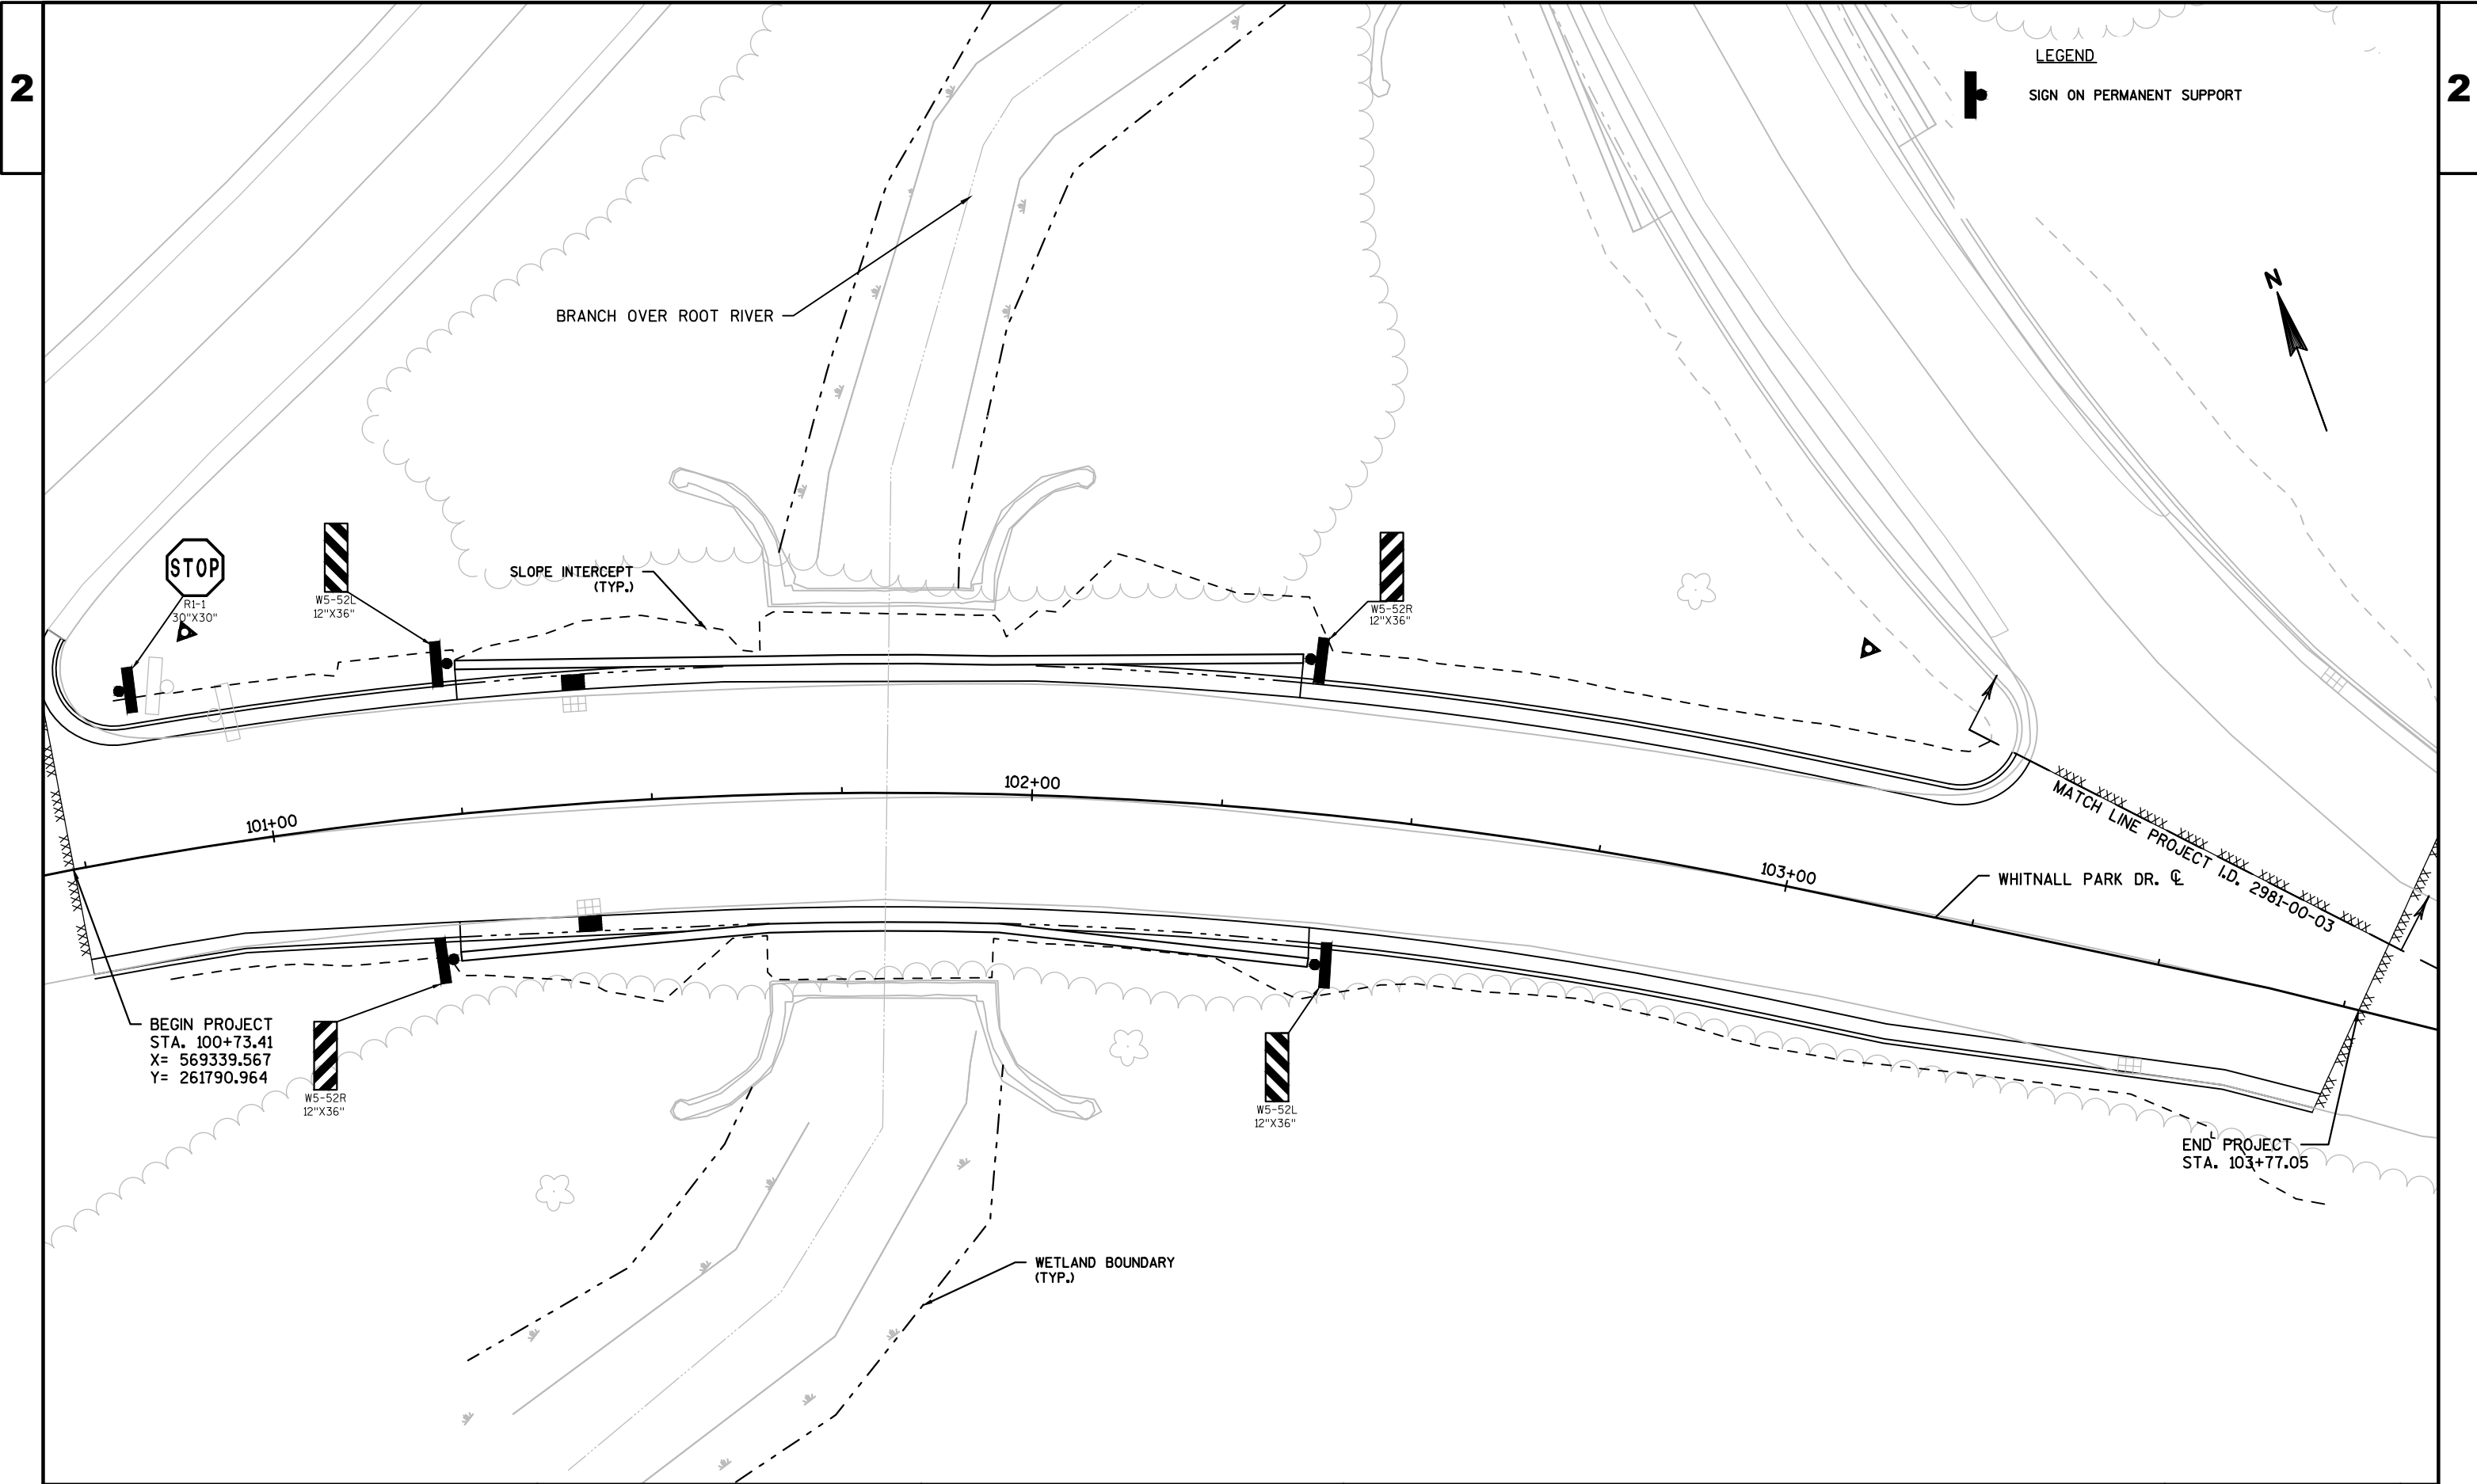 2
2
LEGEND
SIGN ON PERMANENT SUPPORT
N
BRANCH OVER ROOT RIVER
STOP
R1-1
30"X30"
W5-52L
12"X36"
SLOPE INTERCEPT
(TYP.)
W5-52R
12"X36"
101+00
102+00
103+00
MATCH LINE PROJECT I.D. 2981-00-03
WHITNALL PARK DR. ℄
BEGIN PROJECT
STA. 100+73.41
X= 569339.567
Y= 261790.964
W5-52R
12"X36"
W5-52L
12"X36"
END PROJECT
STA. 103+77.05
WETLAND BOUNDARY
(TYP.)